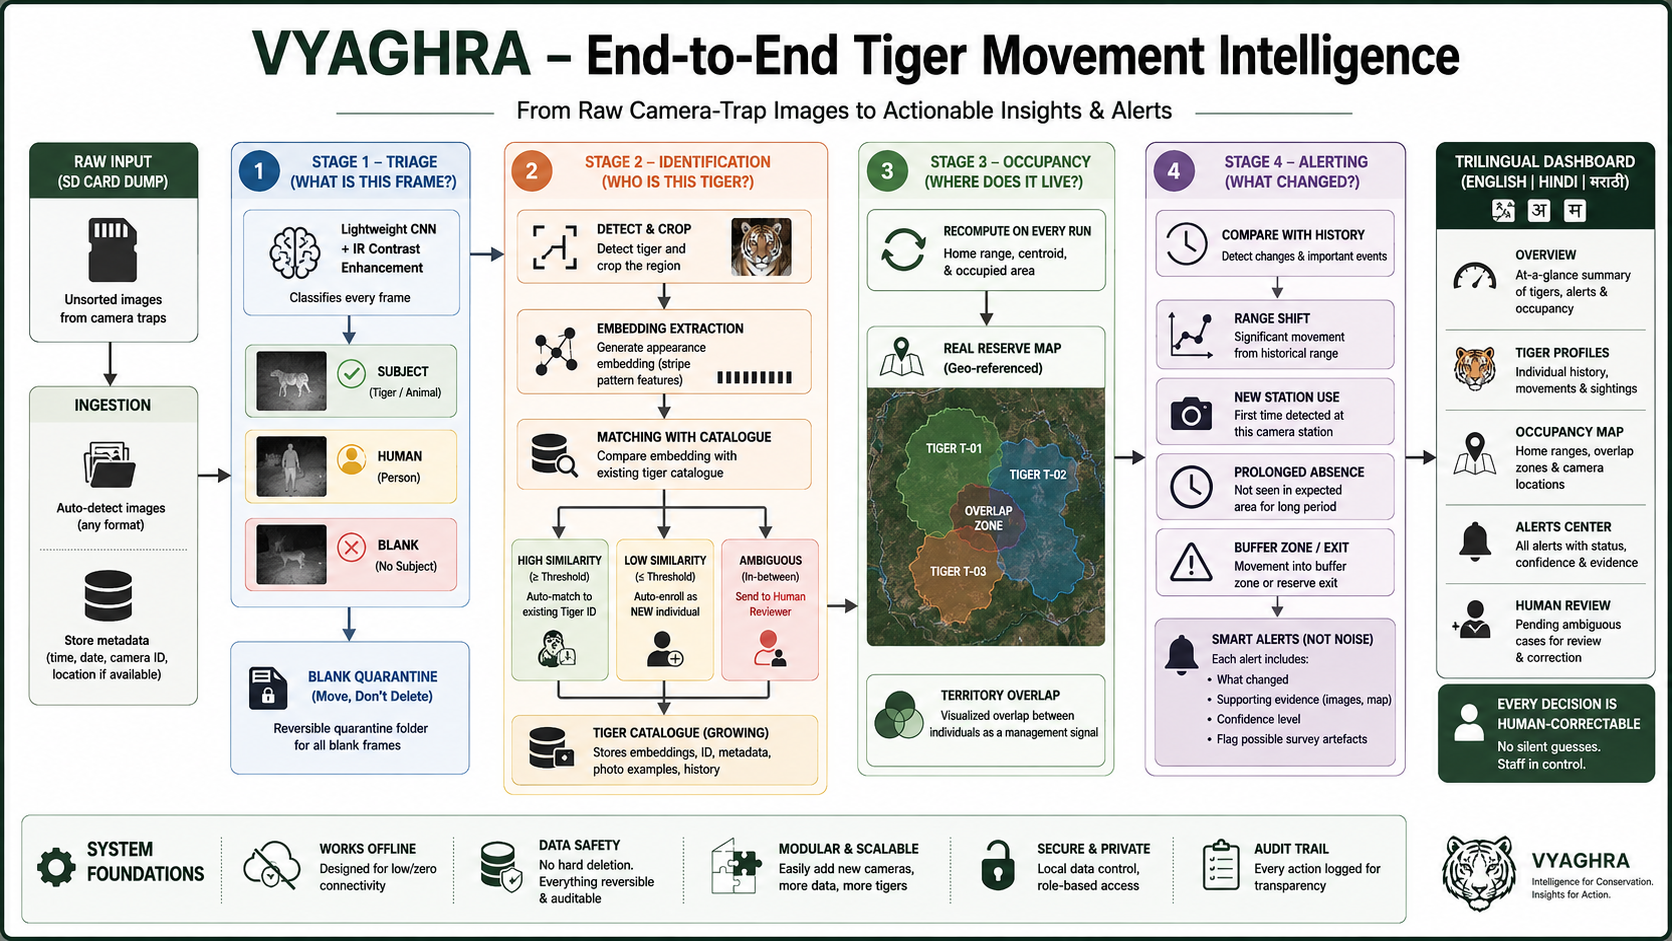 VYAGHRA – End-to-End Tiger Movement Intelligence
From Raw Camera-Trap Images to Actionable Insights & Alerts
RAW INPUT
(SD CARD DUMP)
Unsorted images
from camera traps
INGESTION
Auto-detect images
(any format)
Store metadata
(time, date, camera ID,
location if available)
1
STAGE 1 – TRIAGE
(WHAT IS THIS FRAME?)
Lightweight CNN
+ IR Contrast
Enhancement
Classifies every frame
SUBJECT
(Tiger / Animal)
HUMAN
(Person)
BLANK
(No Subject)
BLANK QUARANTINE
(Move, Don't Delete)
Reversible quarantine folder
for all blank frames
2
STAGE 2 – IDENTIFICATION
(WHO IS THIS TIGER?)
DETECT & CROP
Detect tiger and
crop the region
EMBEDDING EXTRACTION
Generate appearance
embedding (stripe
pattern features)
MATCHING WITH CATALOGUE
Compare embedding with
existing tiger catalogue
HIGH SIMILARITY
(≥ Threshold)
Auto-match to
existing Tiger ID
LOW SIMILARITY
(≤ Threshold)
Auto-enroll as
NEW individual
AMBIGUOUS
(In-between)
Send to Human
Reviewer
TIGER CATALOGUE (GROWING)
Stores embeddings, ID, metadata,
photo examples, history
3
STAGE 3 – OCCUPANCY
(WHERE DOES IT LIVE?)
RECOMPUTE ON EVERY RUN
Home range, centroid,
& occupied area
REAL RESERVE MAP
(Geo-referenced)
TIGER T-01
TIGER T-02
OVERLAP
ZONE
TIGER T-03
TERRITORY OVERLAP
Visualized overlap between
individuals as a management signal
4
STAGE 4 – ALERTING
(WHAT CHANGED?)
COMPARE WITH HISTORY
Detect changes & important events
RANGE SHIFT
Significant movement
from historical range
NEW STATION USE
First time detected at
this camera station
PROLONGED ABSENCE
Not seen in expected
area for long period
BUFFER ZONE / EXIT
Movement into buffer
zone or reserve exit
SMART ALERTS (NOT NOISE)
Each alert includes:
• What changed
• Supporting evidence (images, map)
• Confidence level
• Flag possible survey artefacts
TRILINGUAL DASHBOARD
(ENGLISH | HINDI | मराठी)
अ म
OVERVIEW
At-a-glance summary
of tigers, alerts &
occupancy
TIGER PROFILES
Individual history,
movements & sightings
OCCUPANCY MAP
Home ranges, overlap
zones & camera
locations
ALERTS CENTER
All alerts with status,
confidence & evidence
HUMAN REVIEW
Pending ambiguous
cases for review
& correction
EVERY DECISION IS
HUMAN-CORRECTABLE
No silent guesses.
Staff in control.
SYSTEM
FOUNDATIONS
WORKS OFFLINE
Designed for low/zero
connectivity
DATA SAFETY
No hard deletion.
Everything reversible
& auditable
MODULAR & SCALABLE
Easily add new cameras,
more data, more tigers
SECURE & PRIVATE
Local data control,
role-based access
AUDIT TRAIL
Every action logged for
transparency
VYAGHRA
Intelligence for Conservation.
Insights for Action.